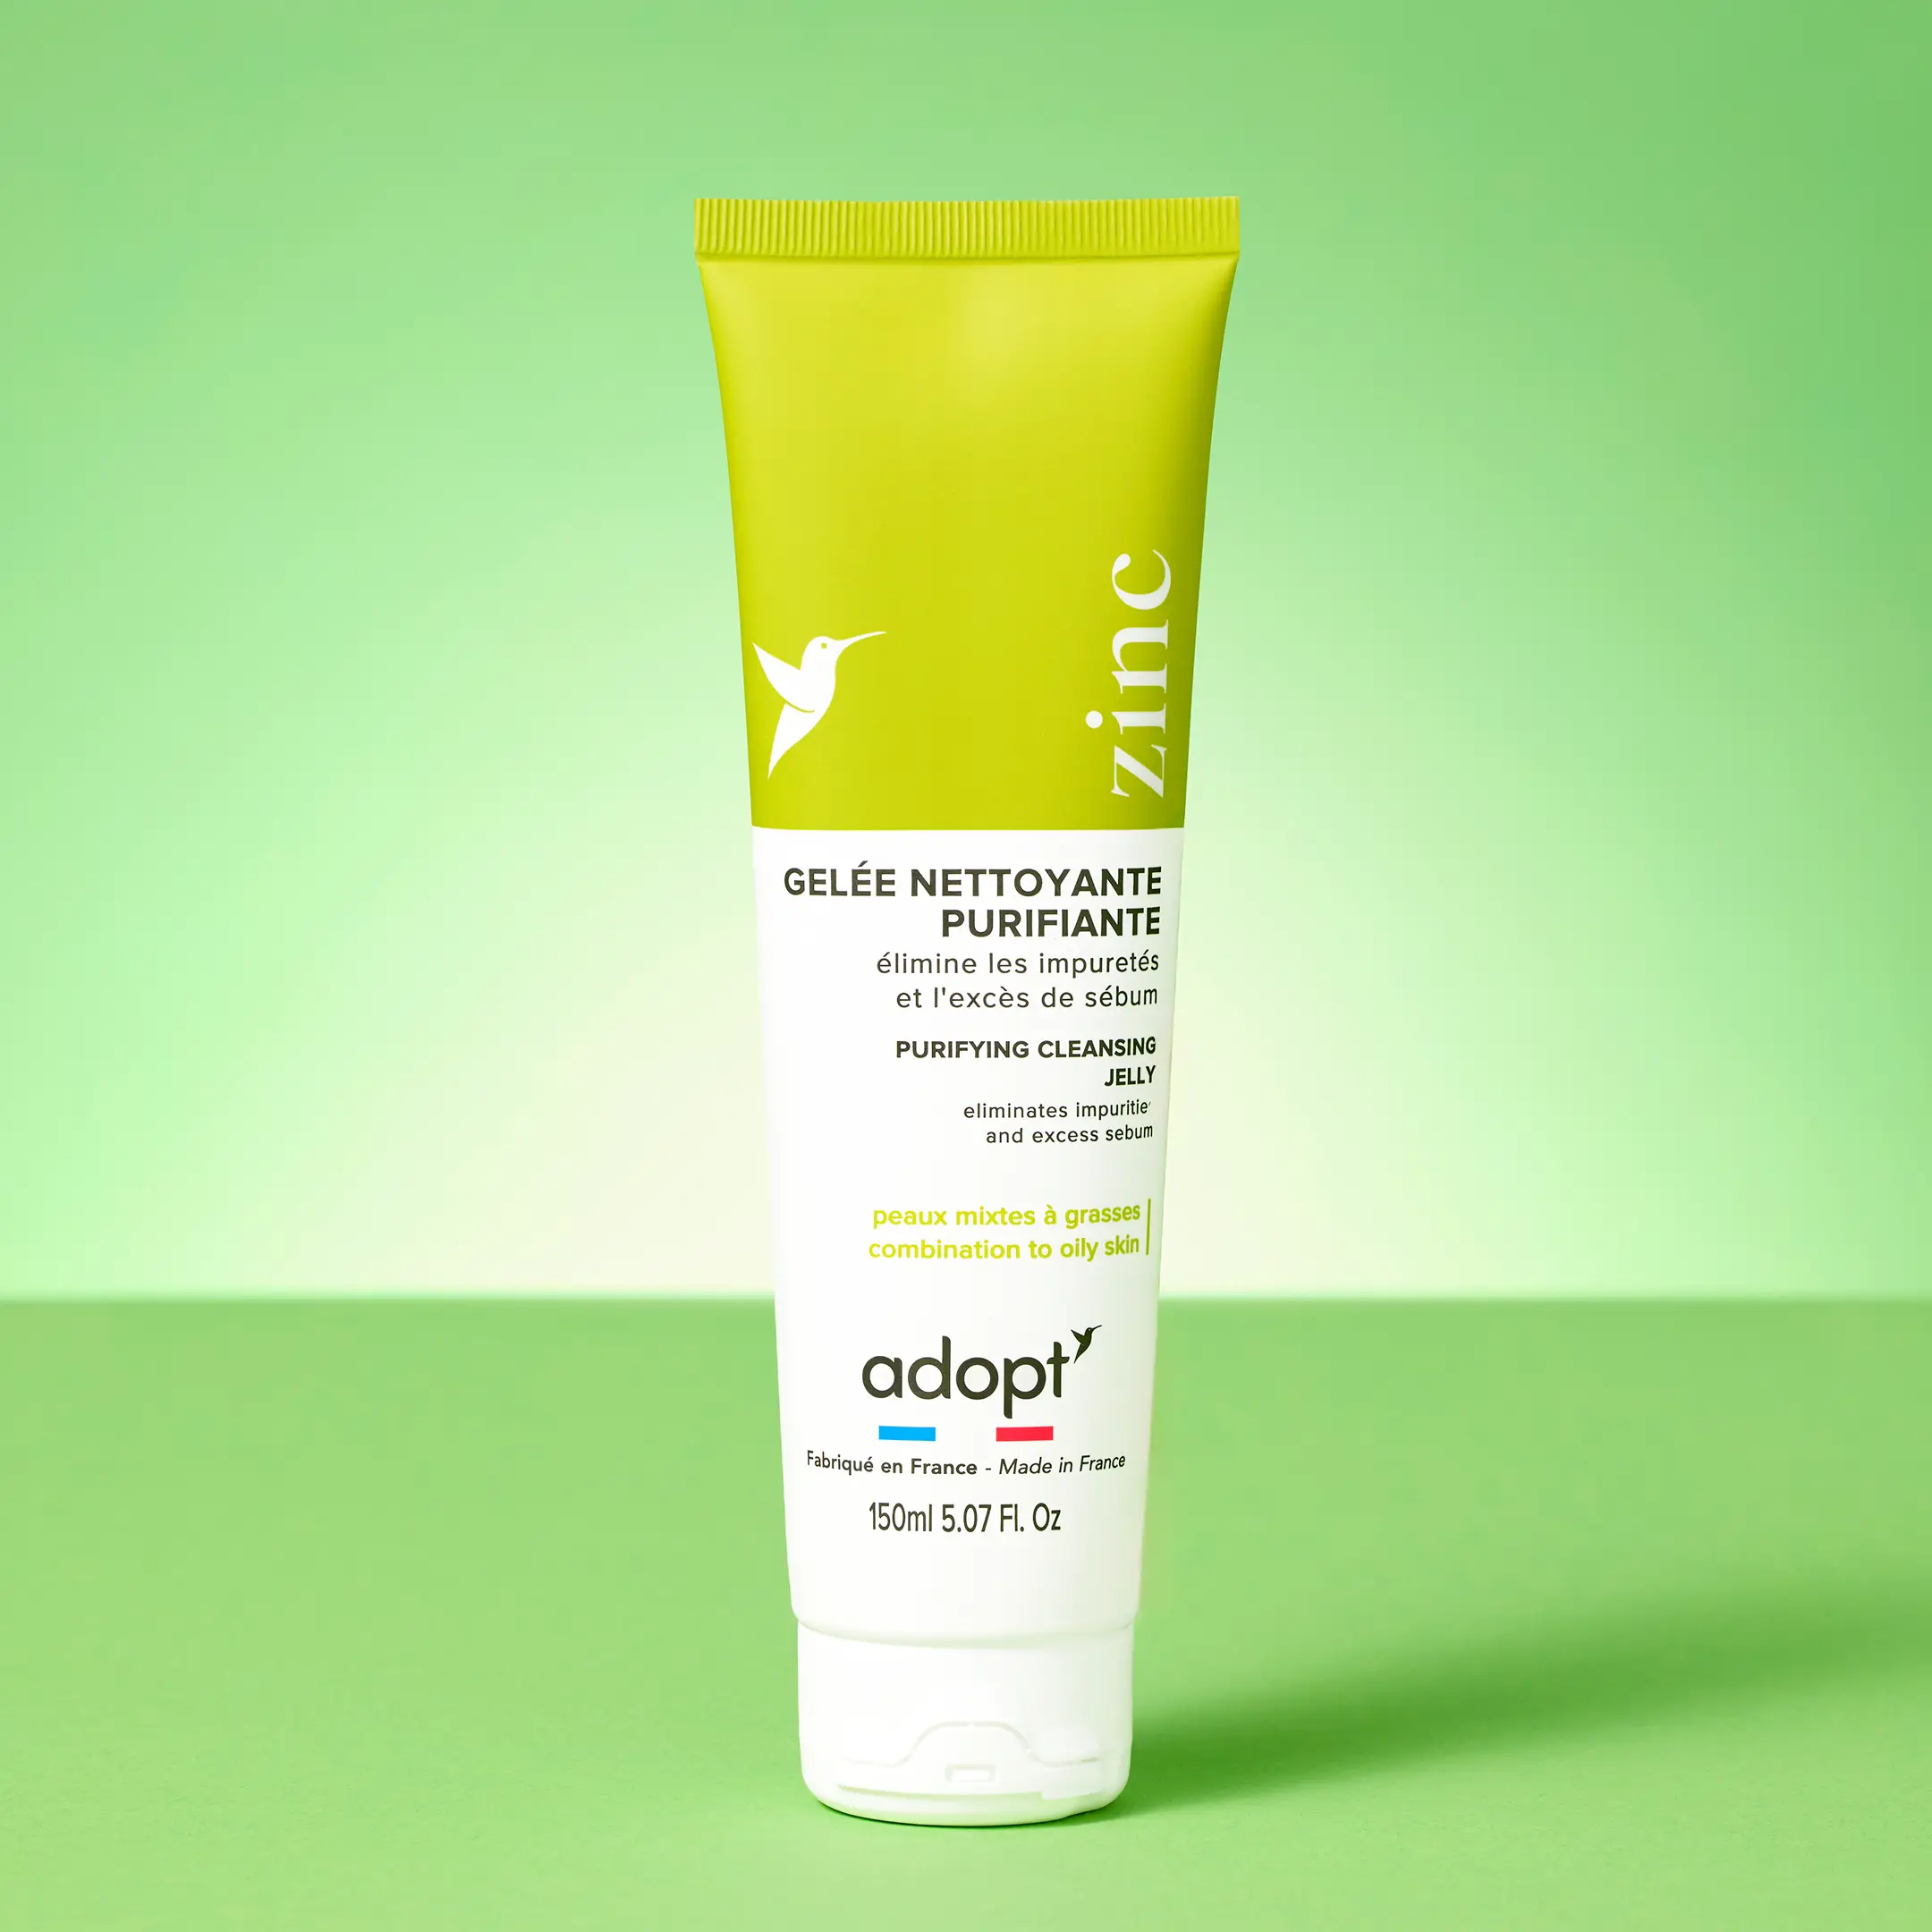 zinc
GELÉE NETTOYANTE
PURIFIANTE
élimine les impuretés
et l'excès de sébum
PURIFYING CLEANSING
JELLY
eliminates impuritie
and excess sebum
peaux mixtes à grasses
combination to oily skin
adopt
Fabriqué en France - Made in France
150ml 5.07 Fl. Oz